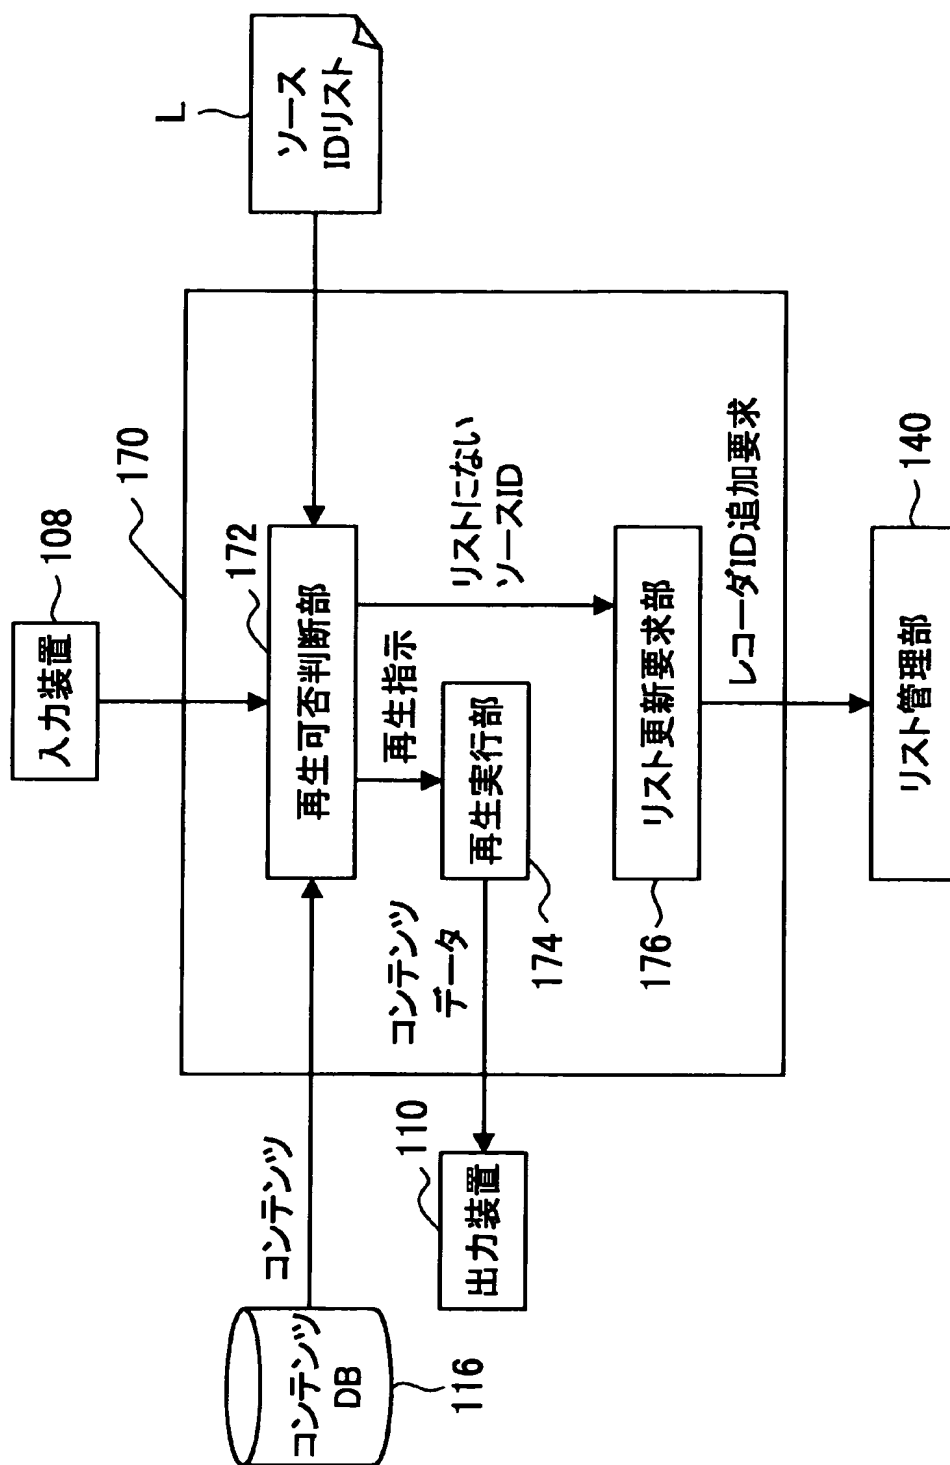 入力装置
108
170
L
ソース
IDリスト
コンテンツ
DB
116
コンテンツ
再生可否判断部
172
再生指示
リストにない
ソースID
再生実行部
174
コンテンツ
データ
出力装置
110
リスト更新要求部
176
レコーダID追加要求
リスト管理部
140